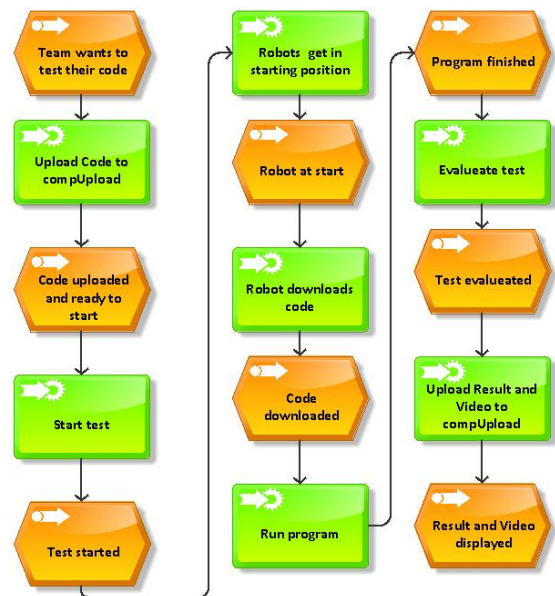 Team wants to
test their code
Upload Code to
compUpload
Code uploaded
and ready to
start
Start test
Test started
Robots get in
starting position
Robot at start
Robot downloads
code
Code
downloaded
Run program
Program finished
Evalueate test
Test evalueated
Upload Result and
Video to
compUpload
Result and Video
displayed